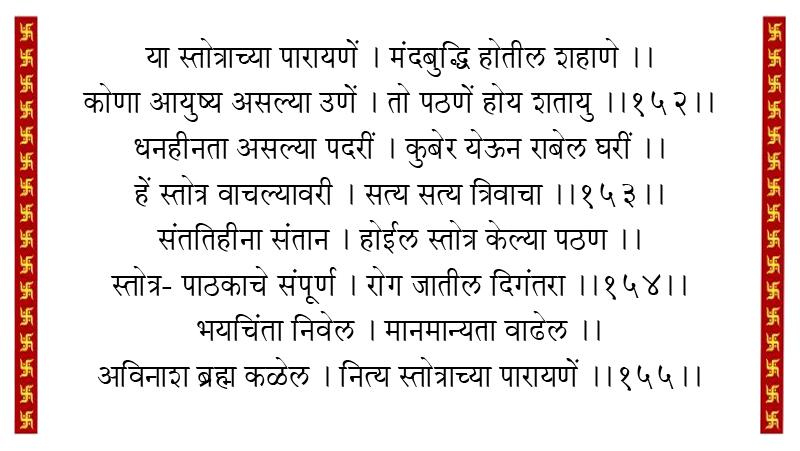 या स्तोत्राच्या पारायणें । मंदबुद्धि होतील शहाणे ।।
कोणा आयुष्य असल्या उणें । तो पठणें होय शतायु ।।१५२।।
धनहीनता असल्या पदरीं । कुबेर येऊन राबेल घरीं ।।
हें स्तोत्र वाचल्यावरी । सत्य सत्य त्रिवाचा ।।१५३।।
संततिहीना संतान । होईल स्तोत्र केल्या पठण ।।
स्तोत्र- पाठकाचे संपूर्ण । रोग जातील दिगंतरा ।।१५४।।
भयचिंता निवेल । मानमान्यता वाढेल ।।
अविनाश ब्रह्म कळेल । नित्य स्तोत्राच्या पारायणें ।।१५५।।